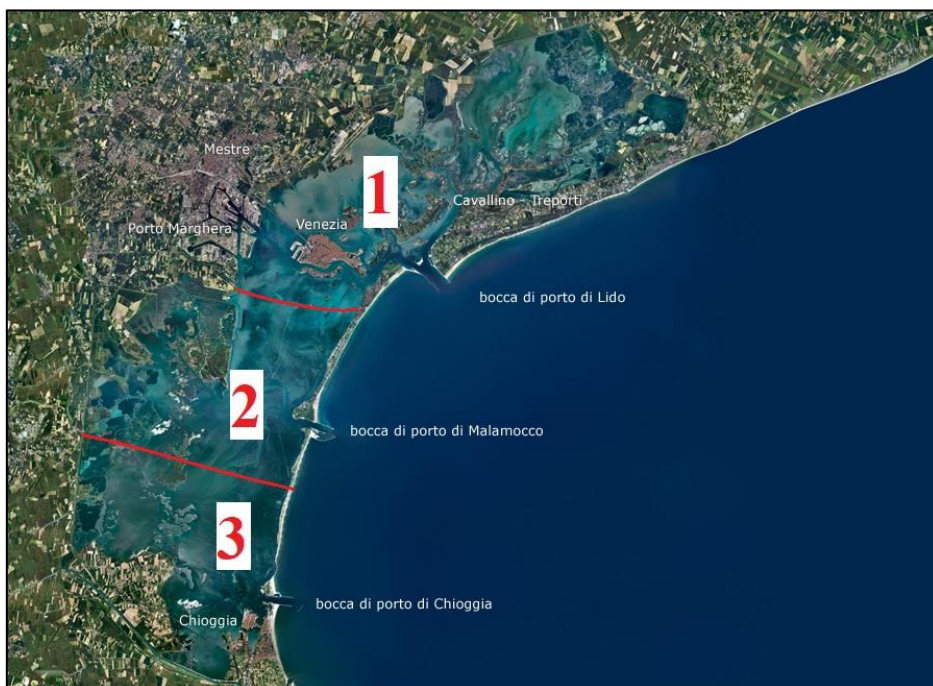 Mestre
1
Cavallino - Treporti
Venezia
Porto Marghera
bocca di porto di Lido
2
bocca di porto di Malamocco
3
bocca di porto di Chioggia
Chioggia